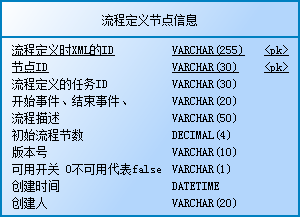 流程定义节点信息
流程定义时XML的ID VARCHAR(255) <pk>
节点ID VARCHAR(30) <pk>
流程定义的任务ID VARCHAR(30)
开始事件、结束事件、 VARCHAR(20)
流程描述 VARCHAR(50)
初始流程节数 DECIMAL(4)
版本号 VARCHAR(10)
可用开关 0不可用代表false VARCHAR(1)
创建时间 DATETIME
创建人 VARCHAR(20)